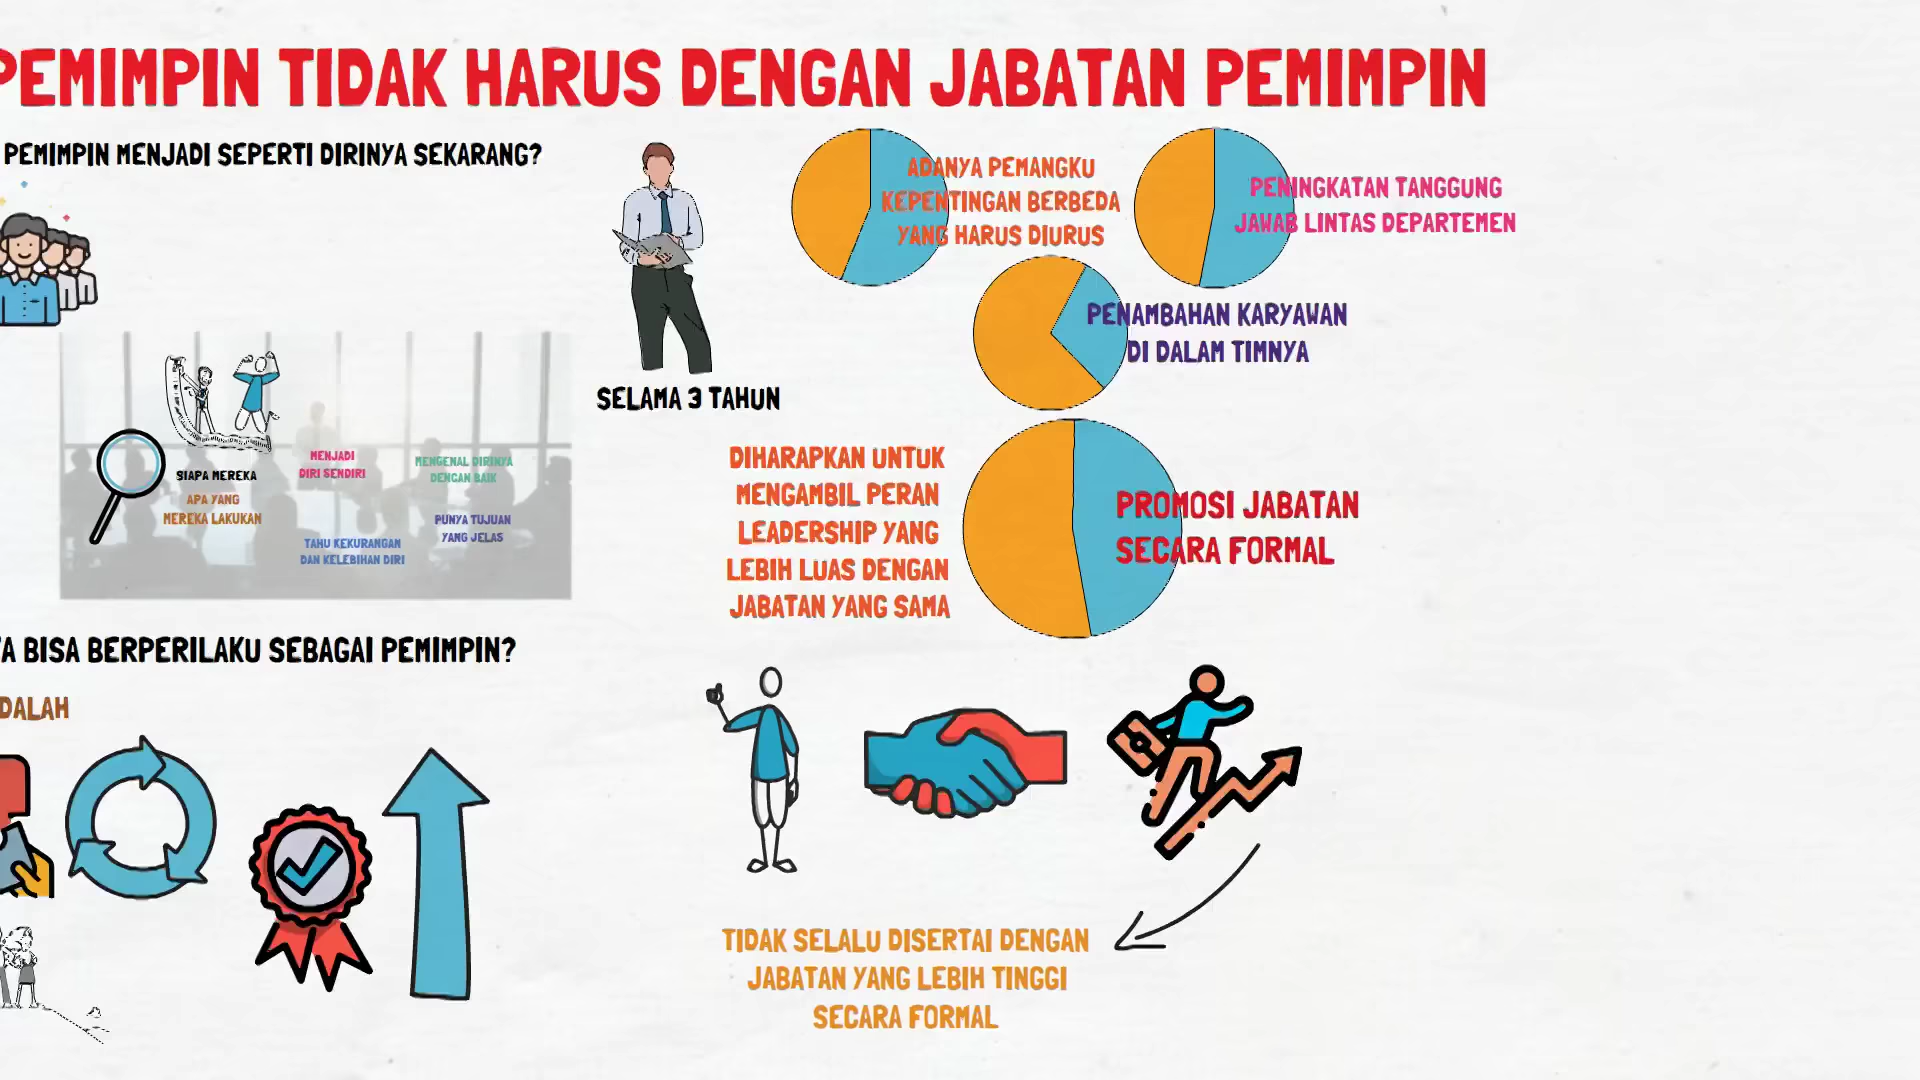 PEMIMPIN TIDAK HARUS DENGAN JABATAN PEMIMPIN
PEMIMPIN MENJADI SEPERTI DIRINYA SEKARANG?
SIAPA MEREKA
APA YANG
MEREKA LAKUKAN
MENJADI
DIRI SENDIRI
MENGENAL DIRINYA
DENGAN BAIK
PUNYA TUJUAN
YANG JELAS
TAHU KEKURANGAN
DAN KELEBIHAN DIRI
BISA BERPERILAKU SEBAGAI PEMIMPIN?
DALAH
SELAMA 3 TAHUN
ADANYA PEMANGKU
KEPENTINGAN BERBEDA
YANG HARUS DIURUS
PENINGKATAN TANGGUNG
JAWAB LINTAS DEPARTEMEN
PENAMBAHAN KARYAWAN
DI DALAM TIMNYA
DIHARAPKAN UNTUK
MENGAMBIL PERAN
LEADERSHIP YANG
LEBIH LUAS DENGAN
JABATAN YANG SAMA
PROMOSI JABATAN
SECARA FORMAL
TIDAK SELALU DISERTAI DENGAN
JABATAN YANG LEBIH TINGGI
SECARA FORMAL